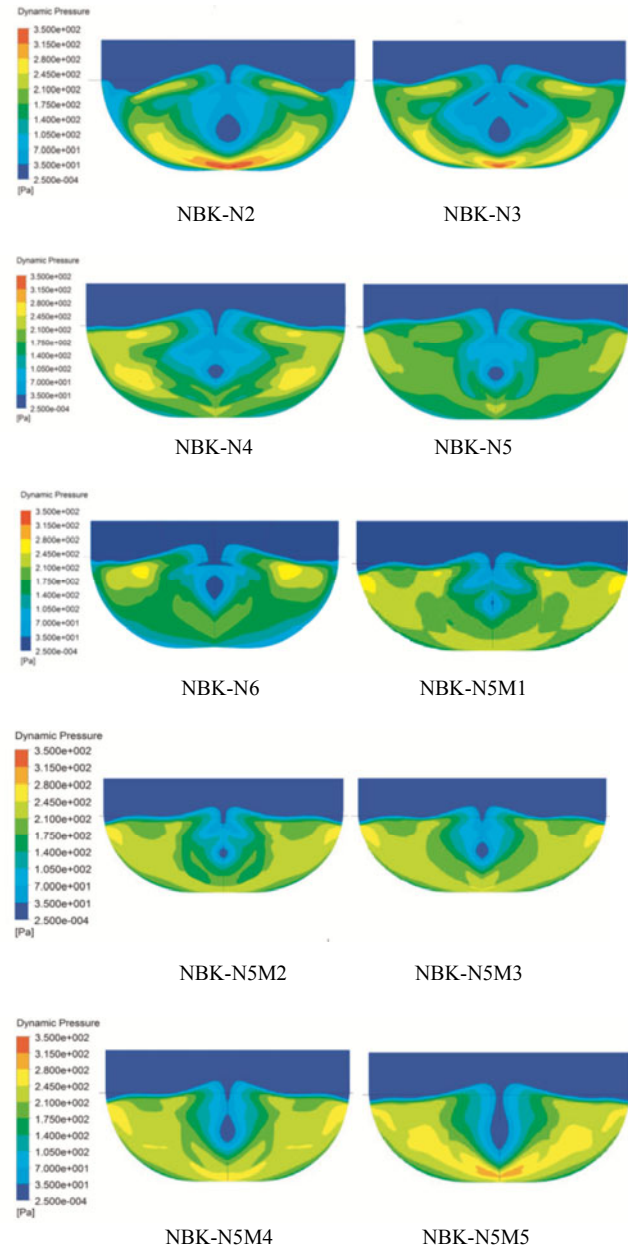 Dynamic Pressure
3.500e+002
3.150e+002
2.800e+002
2.450e+002
2.100e+002
1.750e+002
1.400e+002
1.050e+002
7.000e+001
3.500e+001
2.500e-004
[Pa]
NBK-N2
NBK-N3
Dynamic Pressure
3.500e+002
3.150e+002
2.800e+002
2.450e+002
2.100e+002
1.750e+002
1.400e+002
1.050e+002
7.000e+001
3.500e+001
2.500e-004
[Pa]
NBK-N4
NBK-N5
Dynamic Pressure
3.500e+002
3.150e+002
2.800e+002
2.450e+002
2.100e+002
1.750e+002
1.400e+002
1.050e+002
7.000e+001
3.500e+001
2.500e-004
[Pa]
NBK-N6
NBK-N5M1
Dynamic Pressure
3.500e+002
3.150e+002
2.800e+002
2.450e+002
2.100e+002
1.750e+002
1.400e+002
1.050e+002
7.000e+001
3.500e+001
2.500e-004
[Pa]
NBK-N5M2
NBK-N5M3
Dynamic Pressure
3.500e+002
3.150e+002
2.800e+002
2.450e+002
2.100e+002
1.750e+002
1.400e+002
1.050e+002
7.000e+001
3.500e+001
2.500e-004
[Pa]
NBK-N5M4
NBK-N5M5